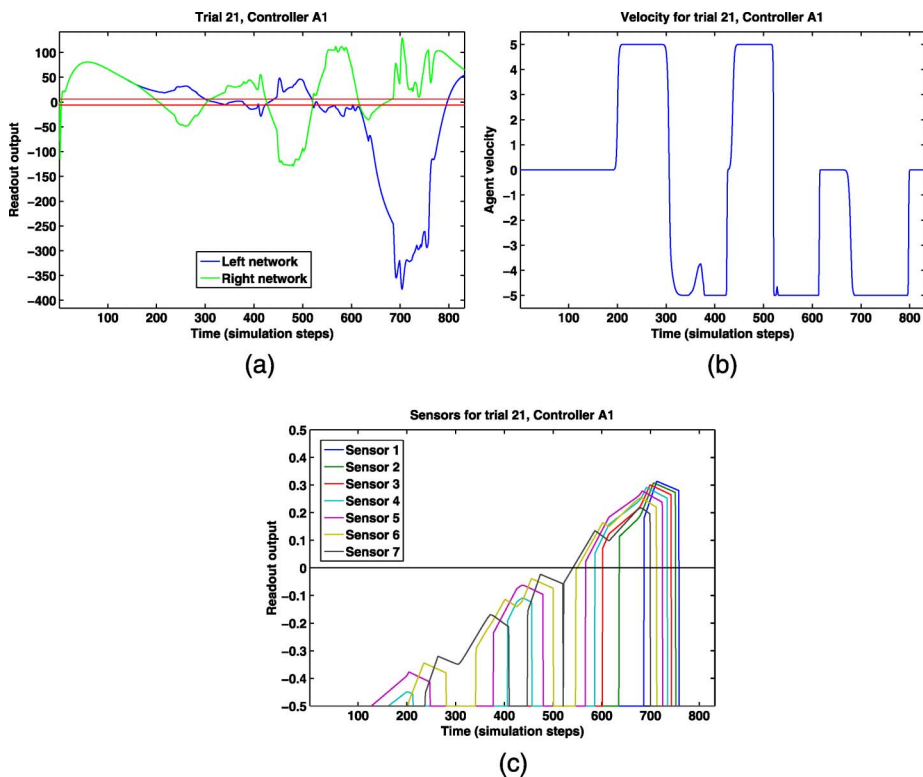 Trial 21, Controller A1
Readout output
100
50
0
−50
−100
−150
−200
−250
−300
−350
−400
Left network
Right network
100 200 300 400 500 600 700 800
Time (simulation steps)
(a)
Velocity for trial 21, Controller A1
Agent velocity
5
4
3
2
1
0
−1
−2
−3
−4
−5
100 200 300 400 500 600 700 800
Time (simulation steps)
(b)
Sensors for trial 21, Controller A1
Readout output
0.5
0.4
0.3
0.2
0.1
0
−0.1
−0.2
−0.3
−0.4
−0.5
Sensor 1
Sensor 2
Sensor 3
Sensor 4
Sensor 5
Sensor 6
Sensor 7
100 200 300 400 500 600 700 800
Time (simulation steps)
(c)